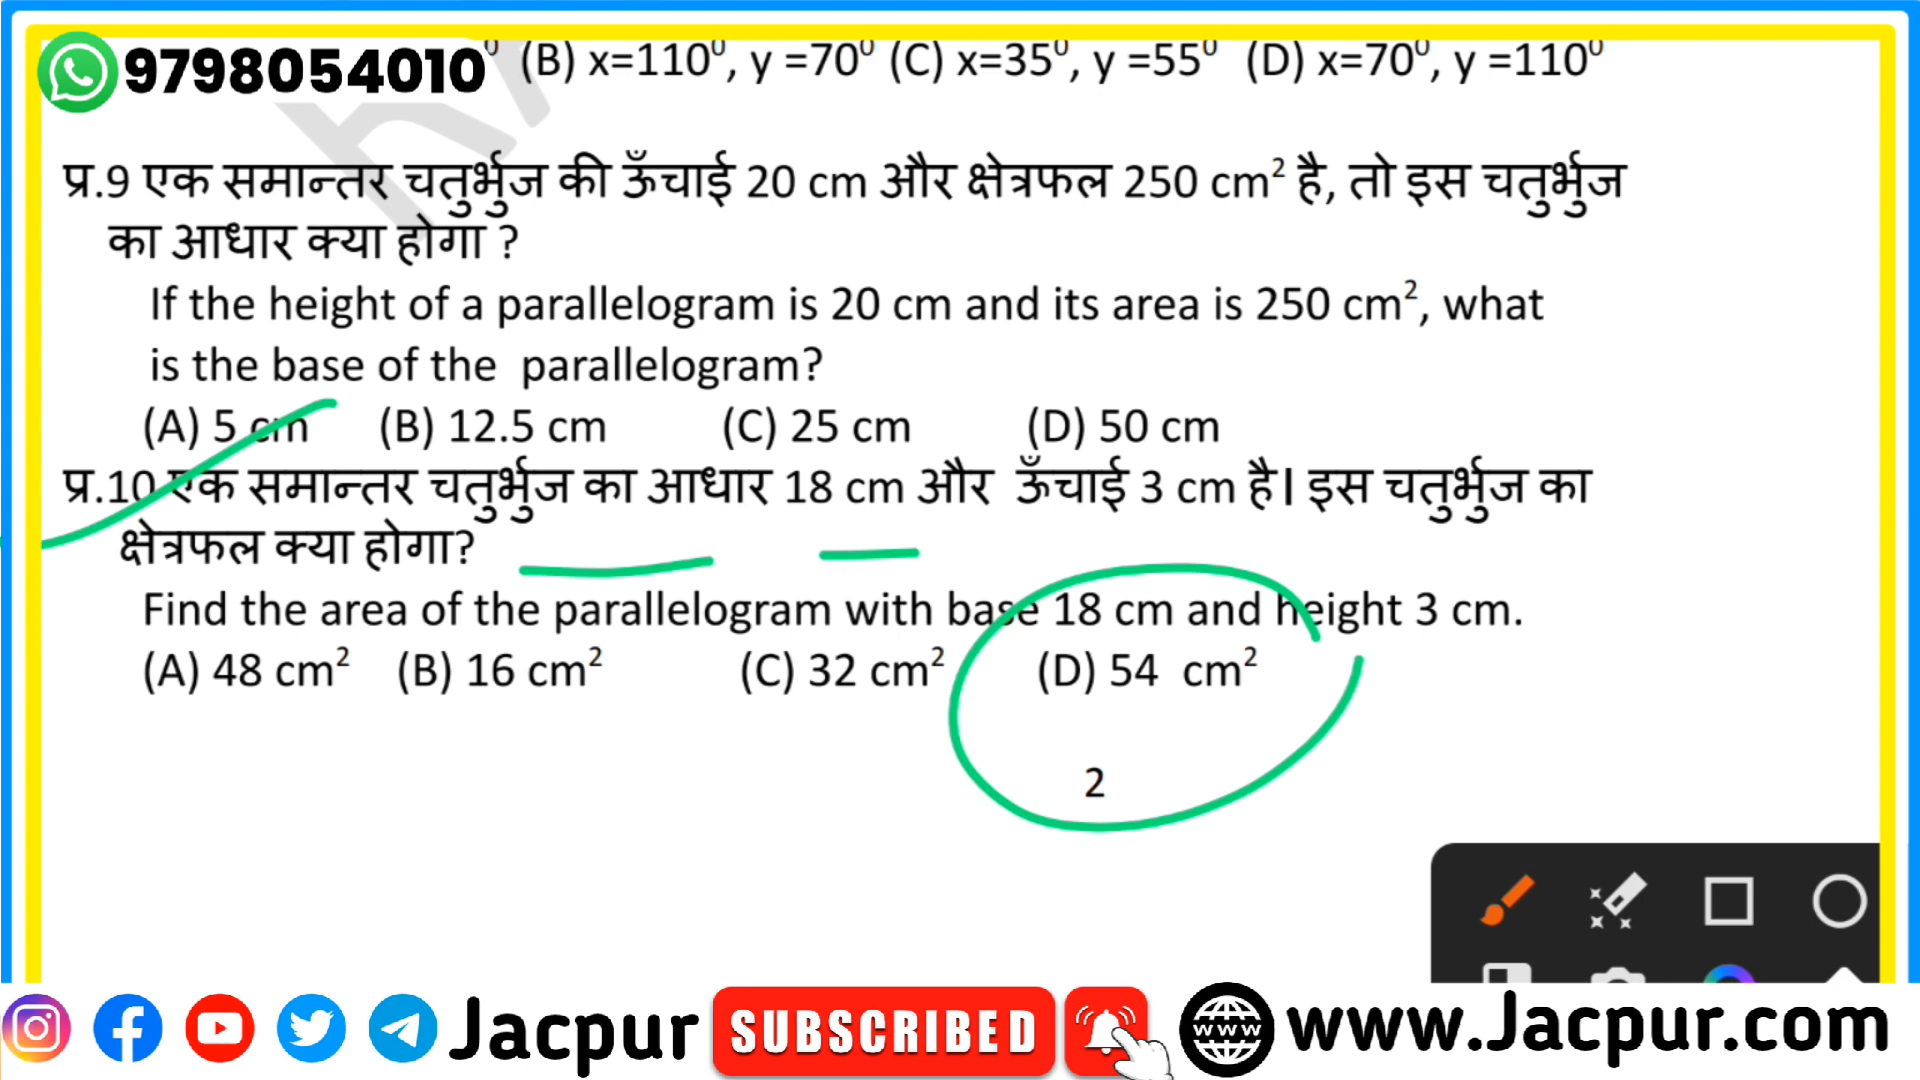 9798054010⁰ (B) x=110⁰, y =70⁰ (C) x=35⁰, y =55⁰ (D) x=70⁰, y =110⁰
प्र.9 एक समान्तर चतुर्भुज की ऊँचाई 20 cm और क्षेत्रफल 250 cm² है, तो इस चतुर्भुज
का आधार क्या होगा ?
If the height of a parallelogram is 20 cm and its area is 250 cm², what
is the base of the parallelogram?
(A) 5 cm (B) 12.5 cm (C) 25 cm (D) 50 cm
प्र.10 एक समान्तर चतुर्भुज का आधार 18 cm और ऊँचाई 3 cm है। इस चतुर्भुज का
क्षेत्रफल क्या होगा?
Find the area of the parallelogram with base 18 cm and height 3 cm.
(A) 48 cm² (B) 16 cm² (C) 32 cm² (D) 54 cm²
2
Jacpur SUBSCRIBED www www.Jacpur.com